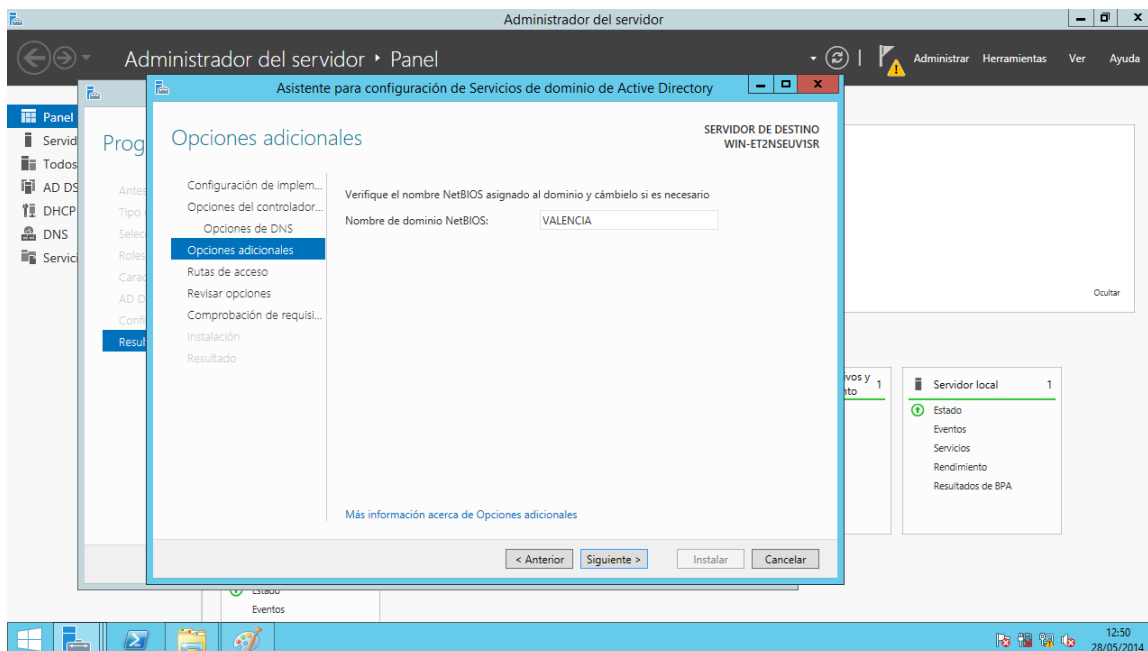 Administrador del servidor
Administrador del servidor ‣ Panel
Administrar Herramientas Ver Ayuda
Panel
Servid
Todos
AD DS
DHCP
DNS
Servici
Prog
Antes
Tipo
Selec
Roles
Carac
AD D
Confi
Resul
Asistente para configuración de Servicios de dominio de Active Directory
Opciones adicionales
SERVIDOR DE DESTINO
WIN-ET2NSEUV1SR
Configuración de implem...
Opciones del controlador...
Opciones de DNS
Opciones adicionales
Rutas de acceso
Revisar opciones
Comprobación de requisi...
Instalación
Resultado
Verifique el nombre NetBIOS asignado al dominio y cámbielo si es necesario
Nombre de dominio NetBIOS: VALENCIA
Más información acerca de Opciones adicionales
< Anterior Siguiente > Instalar Cancelar
Ocultar
ivos y 1
nto
Servidor local 1
Estado
Eventos
Servicios
Rendimiento
Resultados de BPA
Estado
Eventos
12:50
28/05/2014